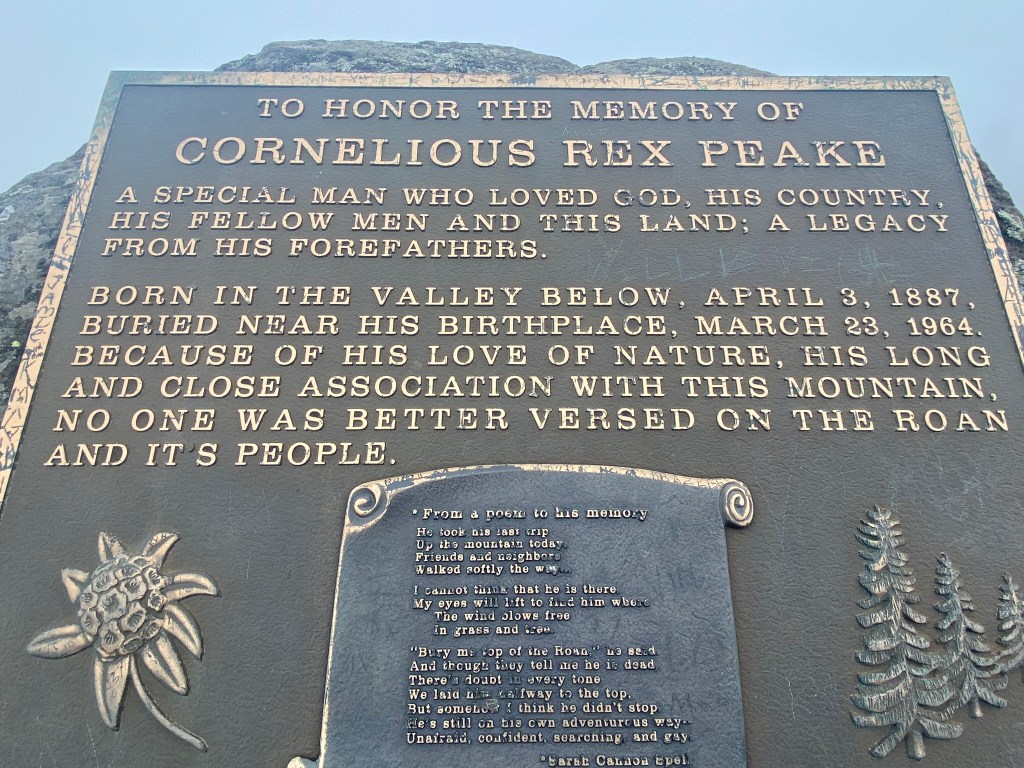 TO HONOR THE MEMORY OF
CORNELIOUS REX PEAKE
A SPECIAL MAN WHO LOVED GOD, HIS COUNTRY,
HIS FELLOW MEN AND THIS LAND; A LEGACY
FROM HIS FOREFATHERS.
BORN IN THE VALLEY BELOW, APRIL 3, 1887,
BURIED NEAR HIS BIRTHPLACE, MARCH 23, 1964.
BECAUSE OF HIS LOVE OF NATURE, HIS LONG
AND CLOSE ASSOCIATION WITH THIS MOUNTAIN,
NO ONE WAS BETTER VERSED ON THE ROAN
AND IT'S PEOPLE.
*From a poem to his memory
He took his last trip
Up the mountain today,
Friends and neighbors
Walked softly the way...
I cannot think that he is there
My eyes will lift to find him where
The wind blows free
In grass and tree.
"Bury me top of the Roan," he said.
And though they tell me he is dead
There's doubt in every tone
We laid him halfway to the top,
But somehow I think he didn't stop
He's still on his own adventurous way--
Unafraid, confident, searching, and gay.
*Sarah Cannon